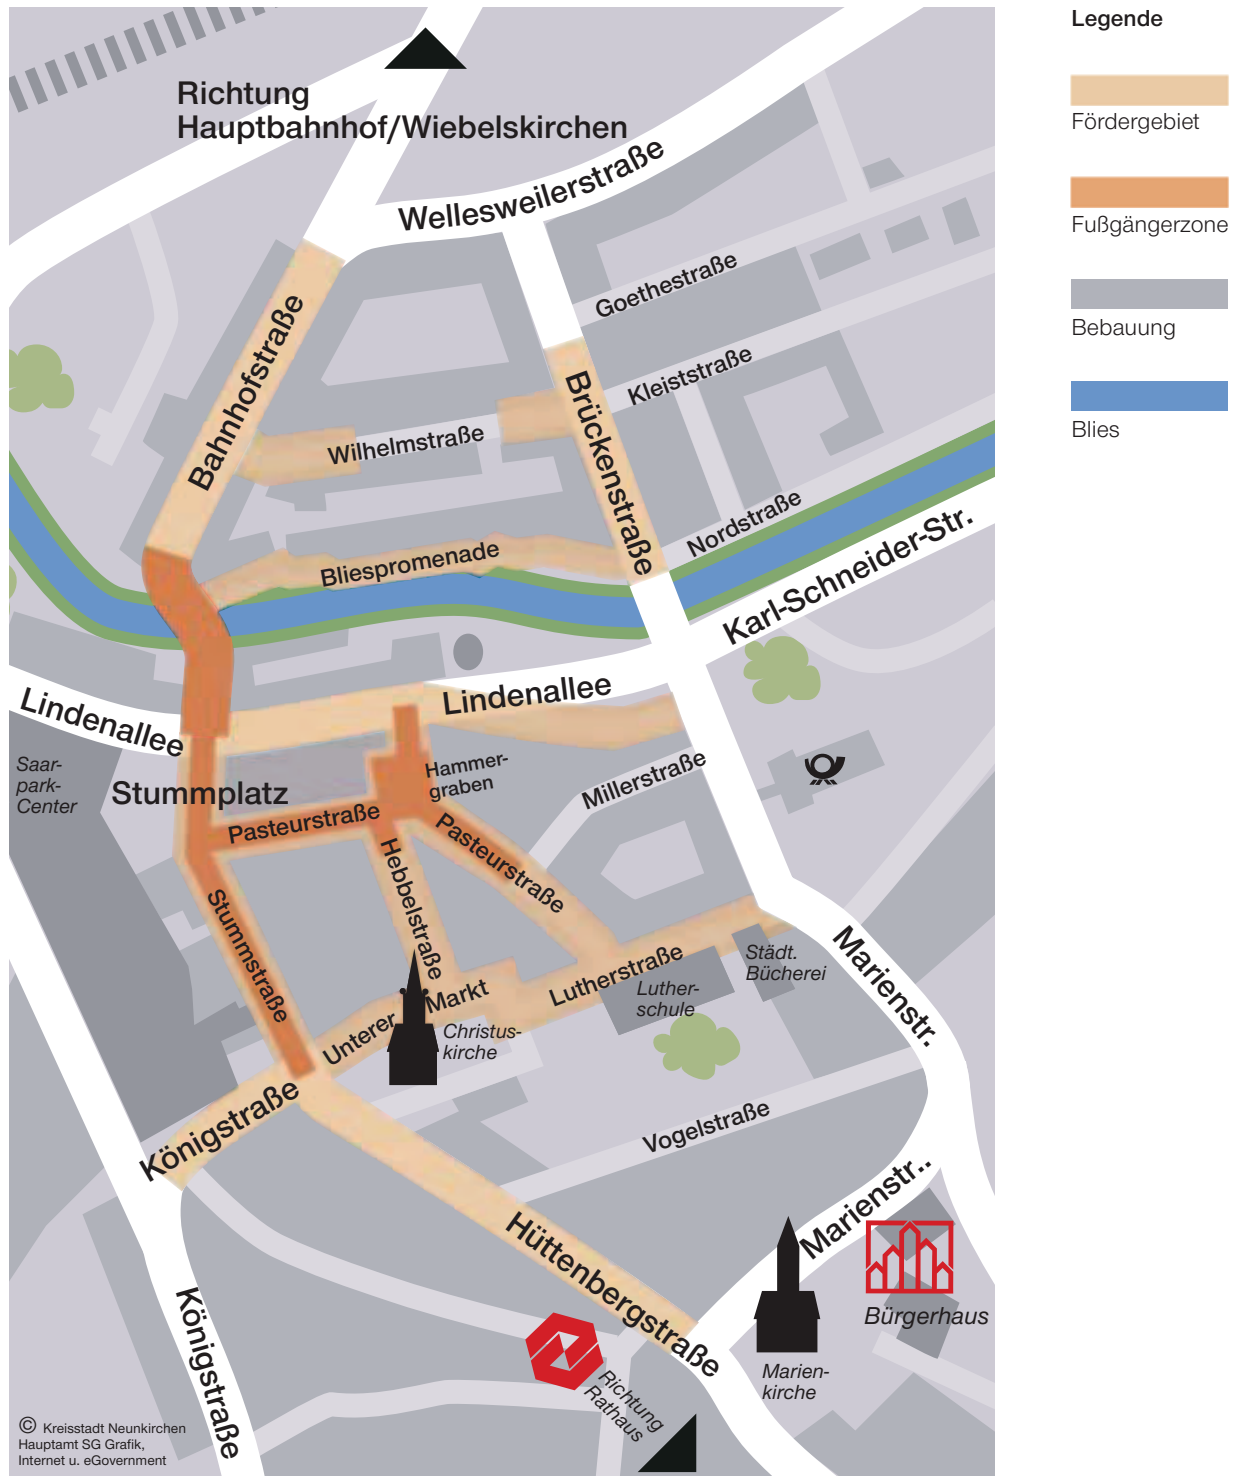 Legende
Fördergebiet
Fußgängerzone
Bebauung
Blies
Richtung
Hauptbahnhof/Wiebelskirchen
Wellesweilerstraße
Goethestraße
Bahnhofstraße
Kleiststraße
Brückenstraße
Wilhelmstraße
Nordstraße
Bliespromenade
Karl-Schneider-Str.
Lindenallee
Lindenallee
Saar-
park-
Center
Stummplatz
Hammer-
graben
Millerstraße
Pasteurstraße
Pasteurstraße
Hebbelstraße
Stummstraße
Lutherstraße
Städt.
Bücherei
Marienstr.
Luther-
schule
Unterer Markt
Christus-
kirche
Königstraße
Vogelstraße
Marienstr..
Hüttenbergstraße
Bürgerhaus
Königstraße
Marien-
kirche
Richtung
Rathaus
© Kreisstadt Neunkirchen
Hauptamt SG Grafik,
Internet u. eGovernment